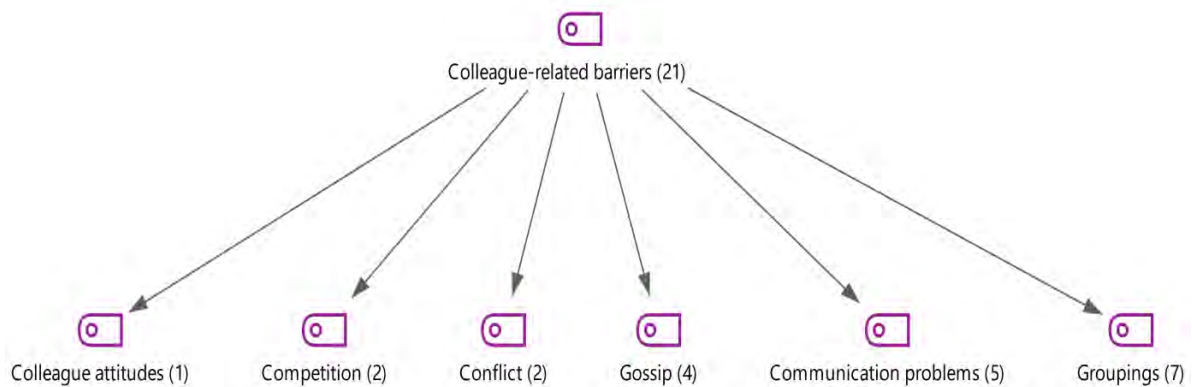 Colleague-related barriers (21)
Colleague attitudes (1)
Competition (2)
Conflict (2)
Gossip (4)
Communication problems (5)
Groupings (7)